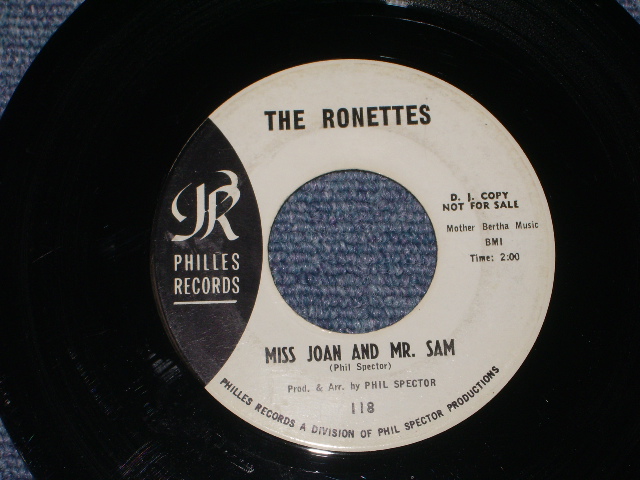 THE RONETTES
PR
PHILLES
RECORDS
D. J. COPY
NOT FOR SALE
Mother Bertha Music
BMI
Time: 2:00
MISS JOAN AND MR. SAM
(Phil Spector)
Prod. & Arr. by PHIL SPECTOR
118
PHILLES RECORDS A DIVISION OF PHIL SPECTOR PRODUCTIONS